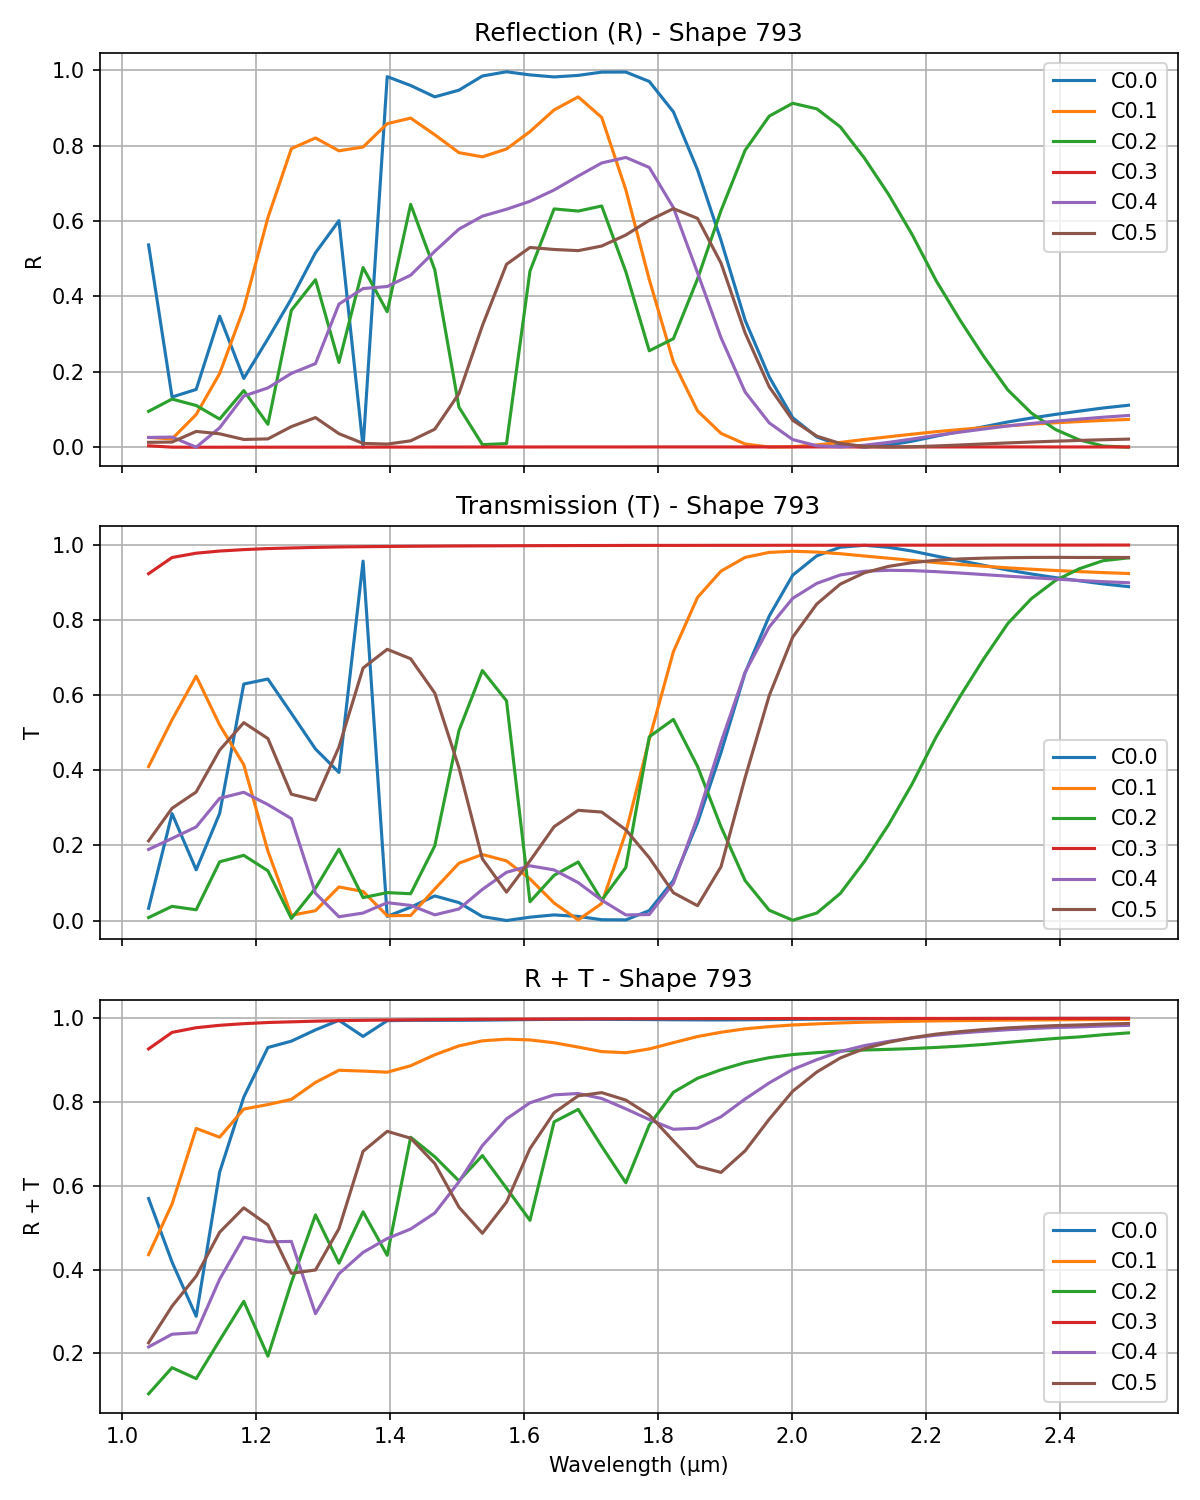 Reflection (R) - Shape 793
1.0
0.8
0.6
0.4
0.2
0.0
R
C0.0
C0.1
C0.2
C0.3
C0.4
C0.5
Transmission (T) - Shape 793
1.0
0.8
0.6
0.4
0.2
0.0
T
C0.0
C0.1
C0.2
C0.3
C0.4
C0.5
R + T - Shape 793
1.0
0.8
0.6
0.4
0.2
R + T
C0.0
C0.1
C0.2
C0.3
C0.4
C0.5
1.0 1.2 1.4 1.6 1.8 2.0 2.2 2.4
Wavelength (μm)